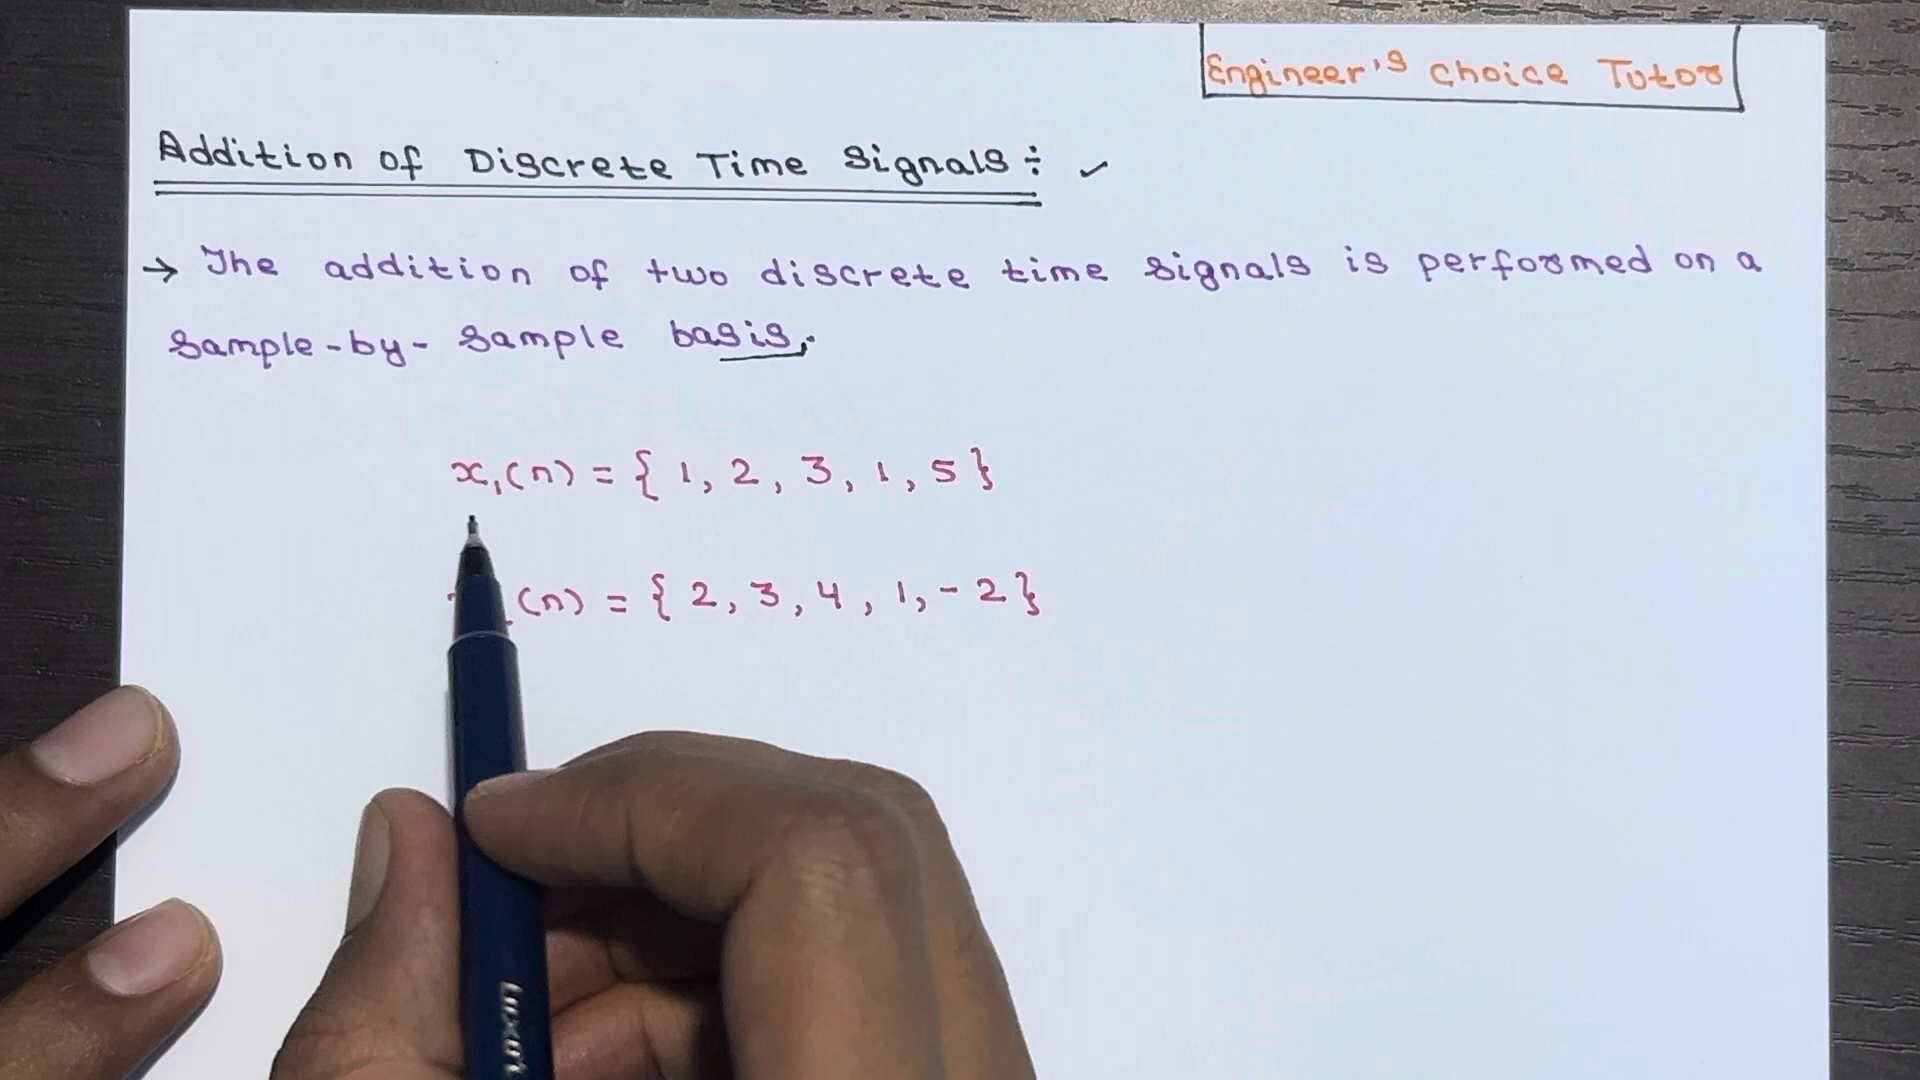 Engineer's choice Tutor
Addition of Discrete Time Signals :
→ The addition of two discrete time signals is performed on a
sample-by-sample basis.
x₁(n) = { 1, 2, 3, 1, 5 }
(n) = { 2, 3, 4, 1, -2 }
Luxor